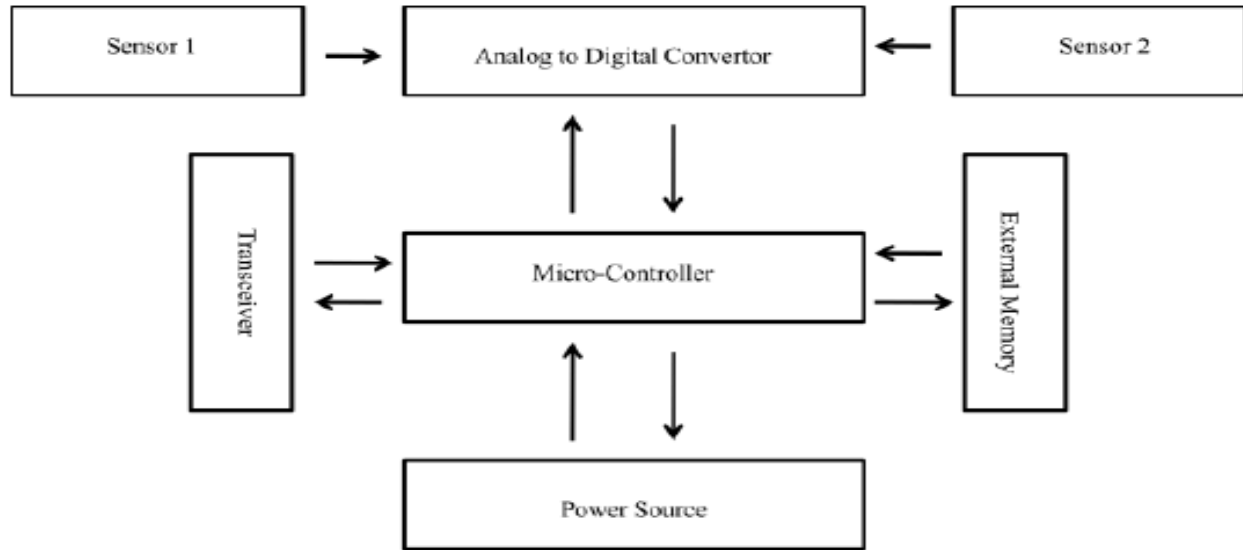 Sensor 1
Analog to Digital Convertor
Sensor 2
Transceiver
Micro-Controller
External Memory
Power Source